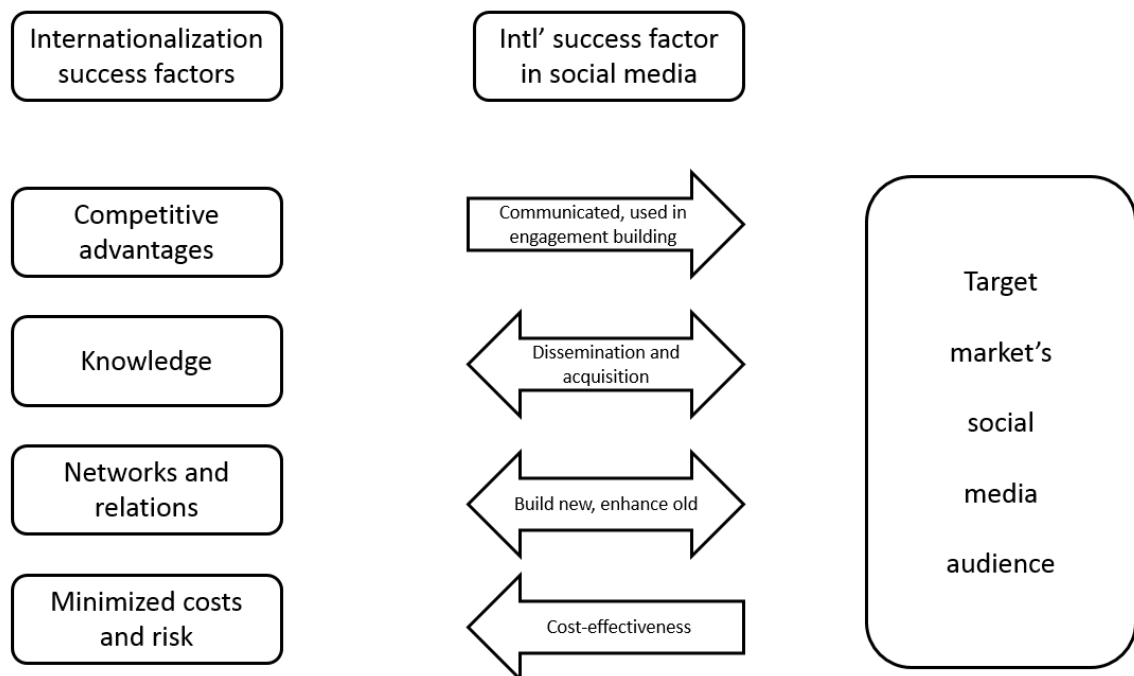 Internationalization
success factors
Intl’ success factor
in social media
Competitive
advantages
Communicated, used in
engagement building
Knowledge
Dissemination and
acquisition
Networks and
relations
Build new, enhance old
Minimized costs
and risk
Cost-effectiveness
Target
market’s
social
media
audience